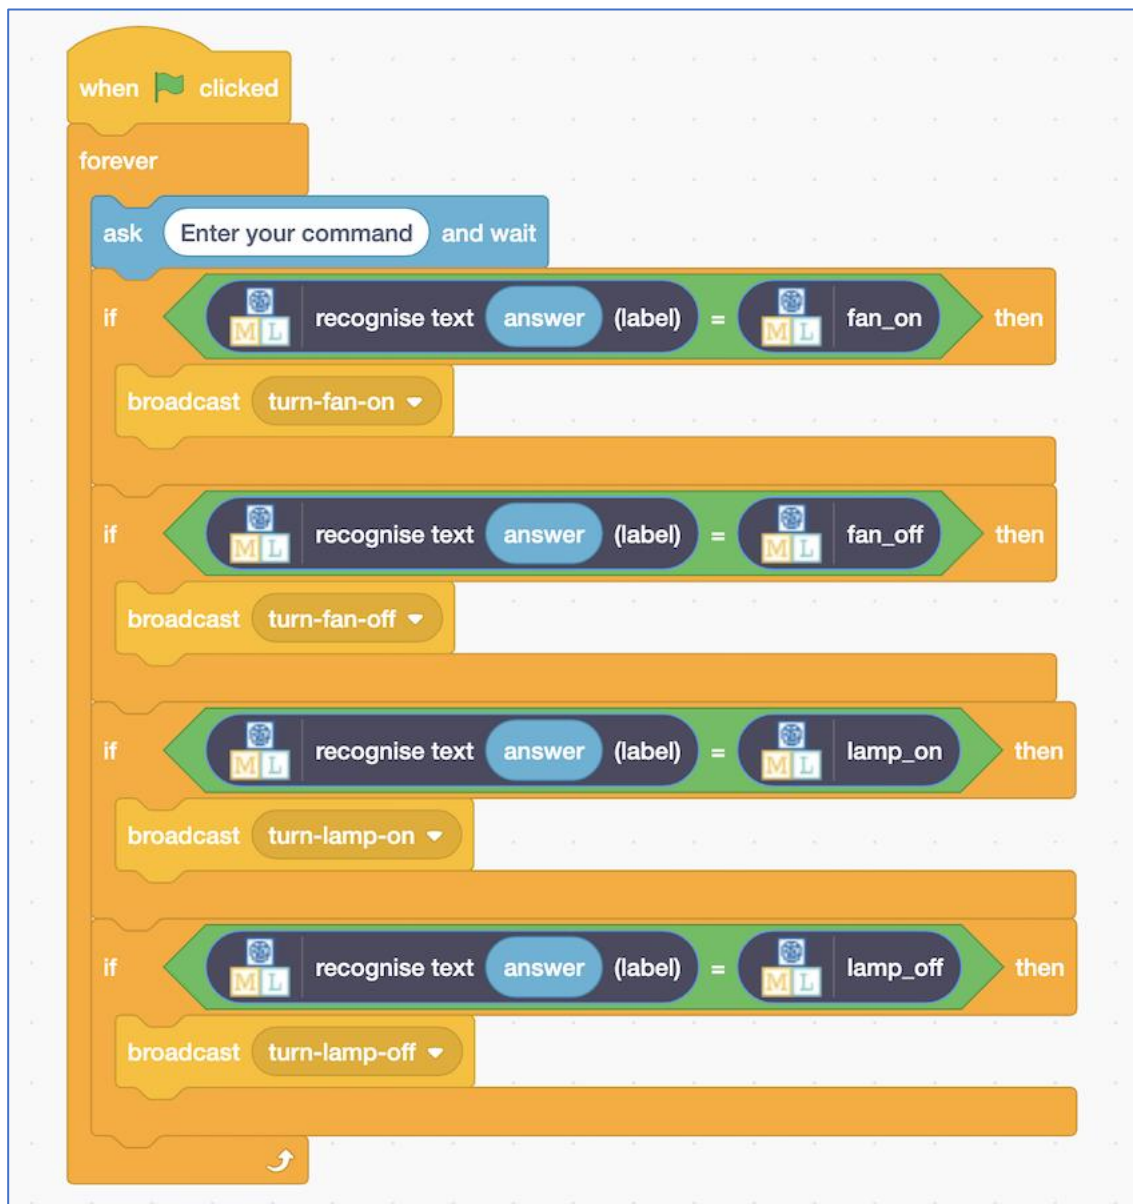 when clicked
forever
ask Enter your command and wait
if ML recognise text answer (label) = ML fan_on then
broadcast turn-fan-on
if ML recognise text answer (label) = ML fan_off then
broadcast turn-fan-off
if ML recognise text answer (label) = ML lamp_on then
broadcast turn-lamp-on
if ML recognise text answer (label) = ML lamp_off then
broadcast turn-lamp-off